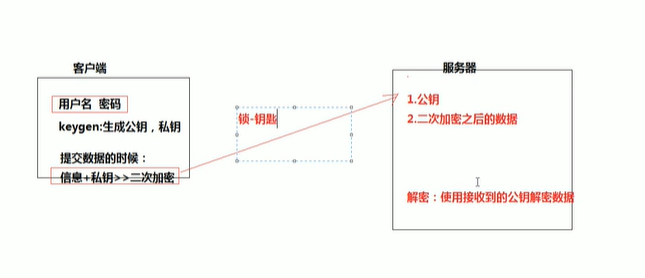 客户端
用户名 密码
keygen:生成公钥，私钥
提交数据的时候：
信息+私钥>>二次加密
锁-钥匙
服务器
1.公钥
2.二次加密之后的数据
解密：使用接收到的公钥解密数据